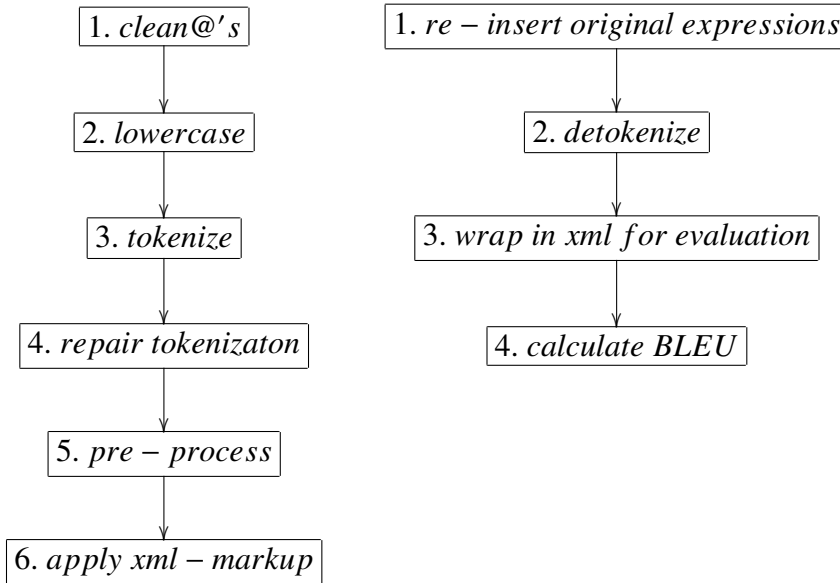 1. clean@'s
2. lowercase
3. tokenize
4. repair tokenizaton
5. pre − process
6. apply xml − markup
1. re − insert original expressions
2. detokenize
3. wrap in xml for evaluation
4. calculate BLEU